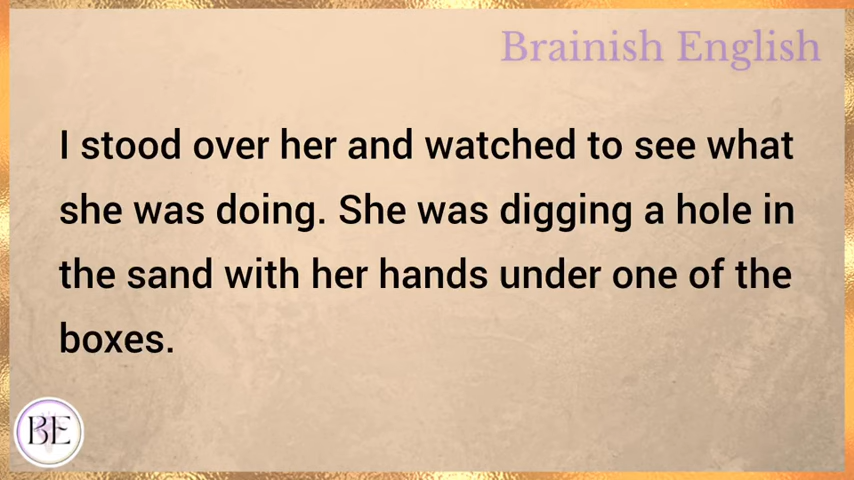 Brainish English
I stood over her and watched to see what
she was doing. She was digging a hole in
the sand with her hands under one of the
boxes.
BE